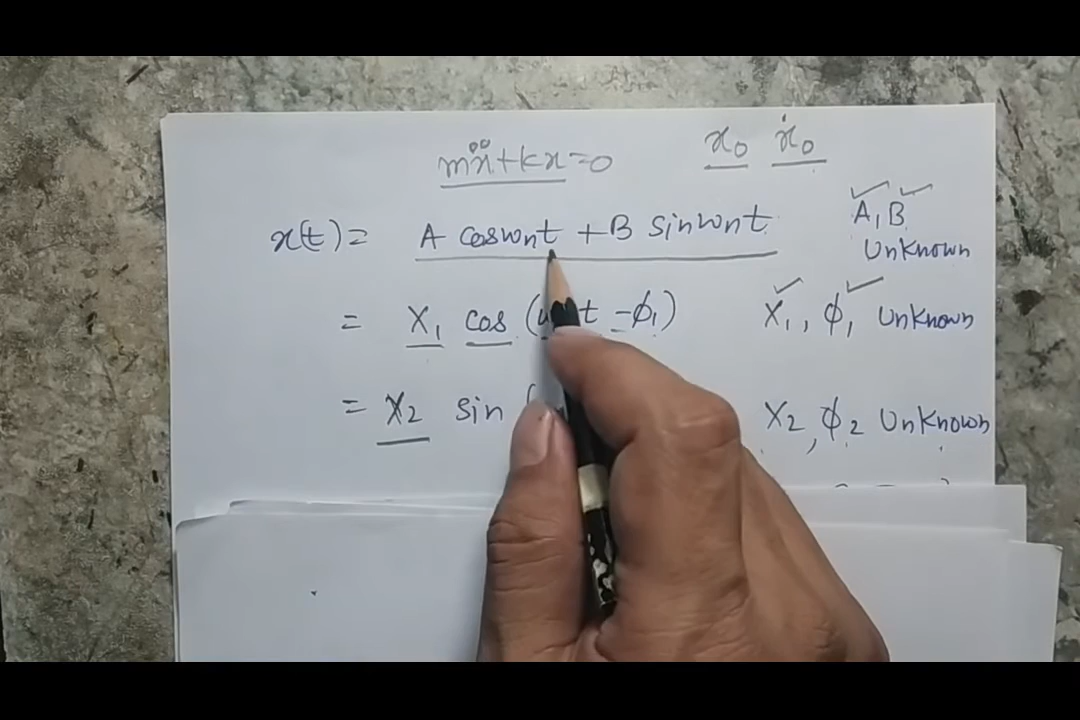 mẍ+kx=0 x₀ ẋ₀
x(t)= A cosωnt +B sinωnt A,B
Unknown
= X₁ cos ( t -ϕ₁) X₁, ϕ₁ Unknown
= X₂ sin ( X₂, ϕ₂ Unknown